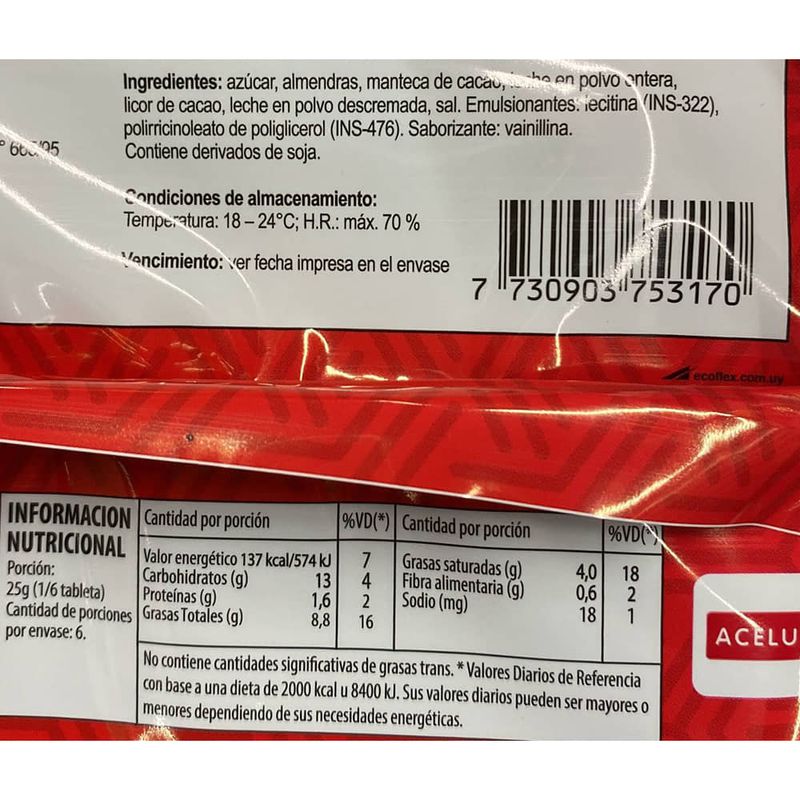 Ingredientes: azúcar, almendras, manteca de cacao, leche en polvo entera,
licor de cacao, leche en polvo descremada, sal. Emulsionantes: lecitina (INS-322),
polirricinoleato de poliglicerol (INS-476). Saborizante: vainillina.
Contiene derivados de soja.
Condiciones de almacenamiento:
Temperatura: 18 – 24°C; H.R.: máx. 70 %
Vencimiento: ver fecha impresa en el envase
7 730903 753170
ecoflex.com.uy
INFORMACION
NUTRICIONAL
Porción:
25g (1/6 tableta)
Cantidad de porciones
por envase: 6.
Cantidad por porción %VD(*) Cantidad por porción %VD(*)
Valor energético 137 kcal/574 kJ 7 Grasas saturadas (g) 4,0 18
Carbohidratos (g) 13 4 Fibra alimentaria (g) 0,6 2
Proteínas (g) 1,6 2 Sodio (mg) 18 1
Grasas Totales (g) 8,8 16
No contiene cantidades significativas de grasas trans. * Valores Diarios de Referencia
con base a una dieta de 2000 kcal u 8400 kJ. Sus valores diarios pueden ser mayores o
menores dependiendo de sus necesidades energéticas.
ACELU